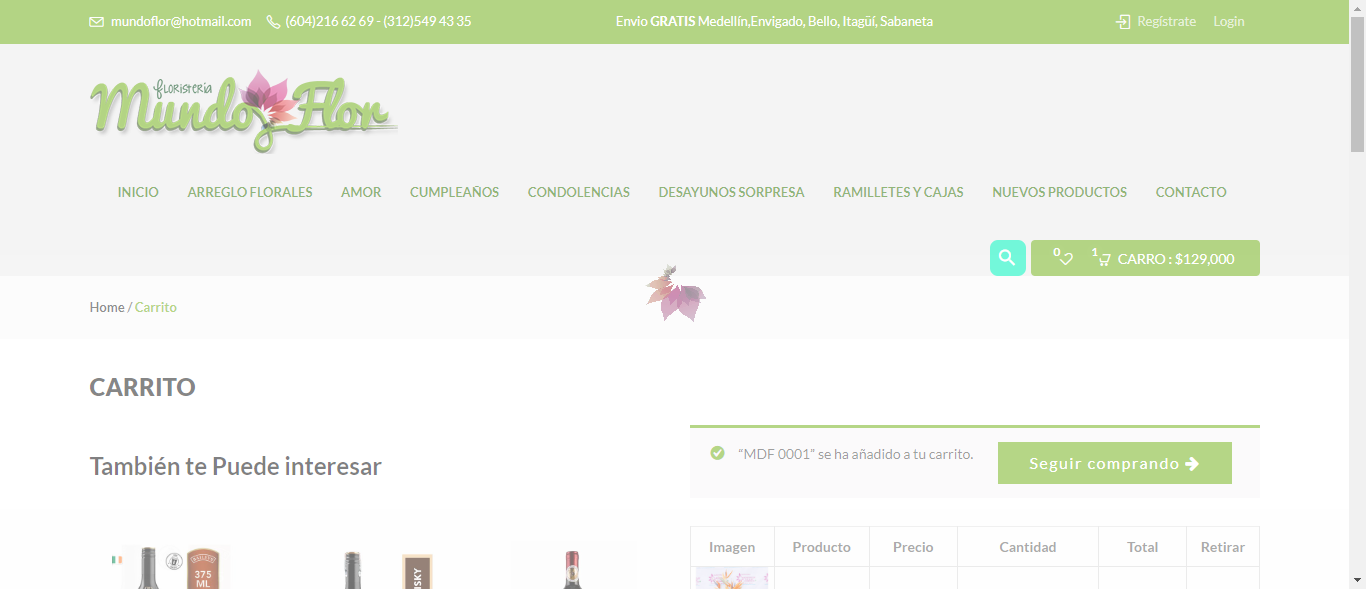 mundoflor@hotmail.com (604)216 62 69 - (312)549 43 35 Envio GRATIS Medellín,Envigado, Bello, Itagüí, Sabaneta Regístrate Login
floristería
Mundo Flor
INICIO ARREGLO FLORALES AMOR CUMPLEAÑOS CONDOLENCIAS DESAYUNOS SORPRESA RAMILLETES Y CAJAS NUEVOS PRODUCTOS CONTACTO
0 1 CARRO : $129,000
Home / Carrito
CARRITO
También te Puede interesar
“MDF 0001“ se ha añadido a tu carrito. Seguir comprando
Imagen Producto Precio Cantidad Total Retirar
375
ML
SKY